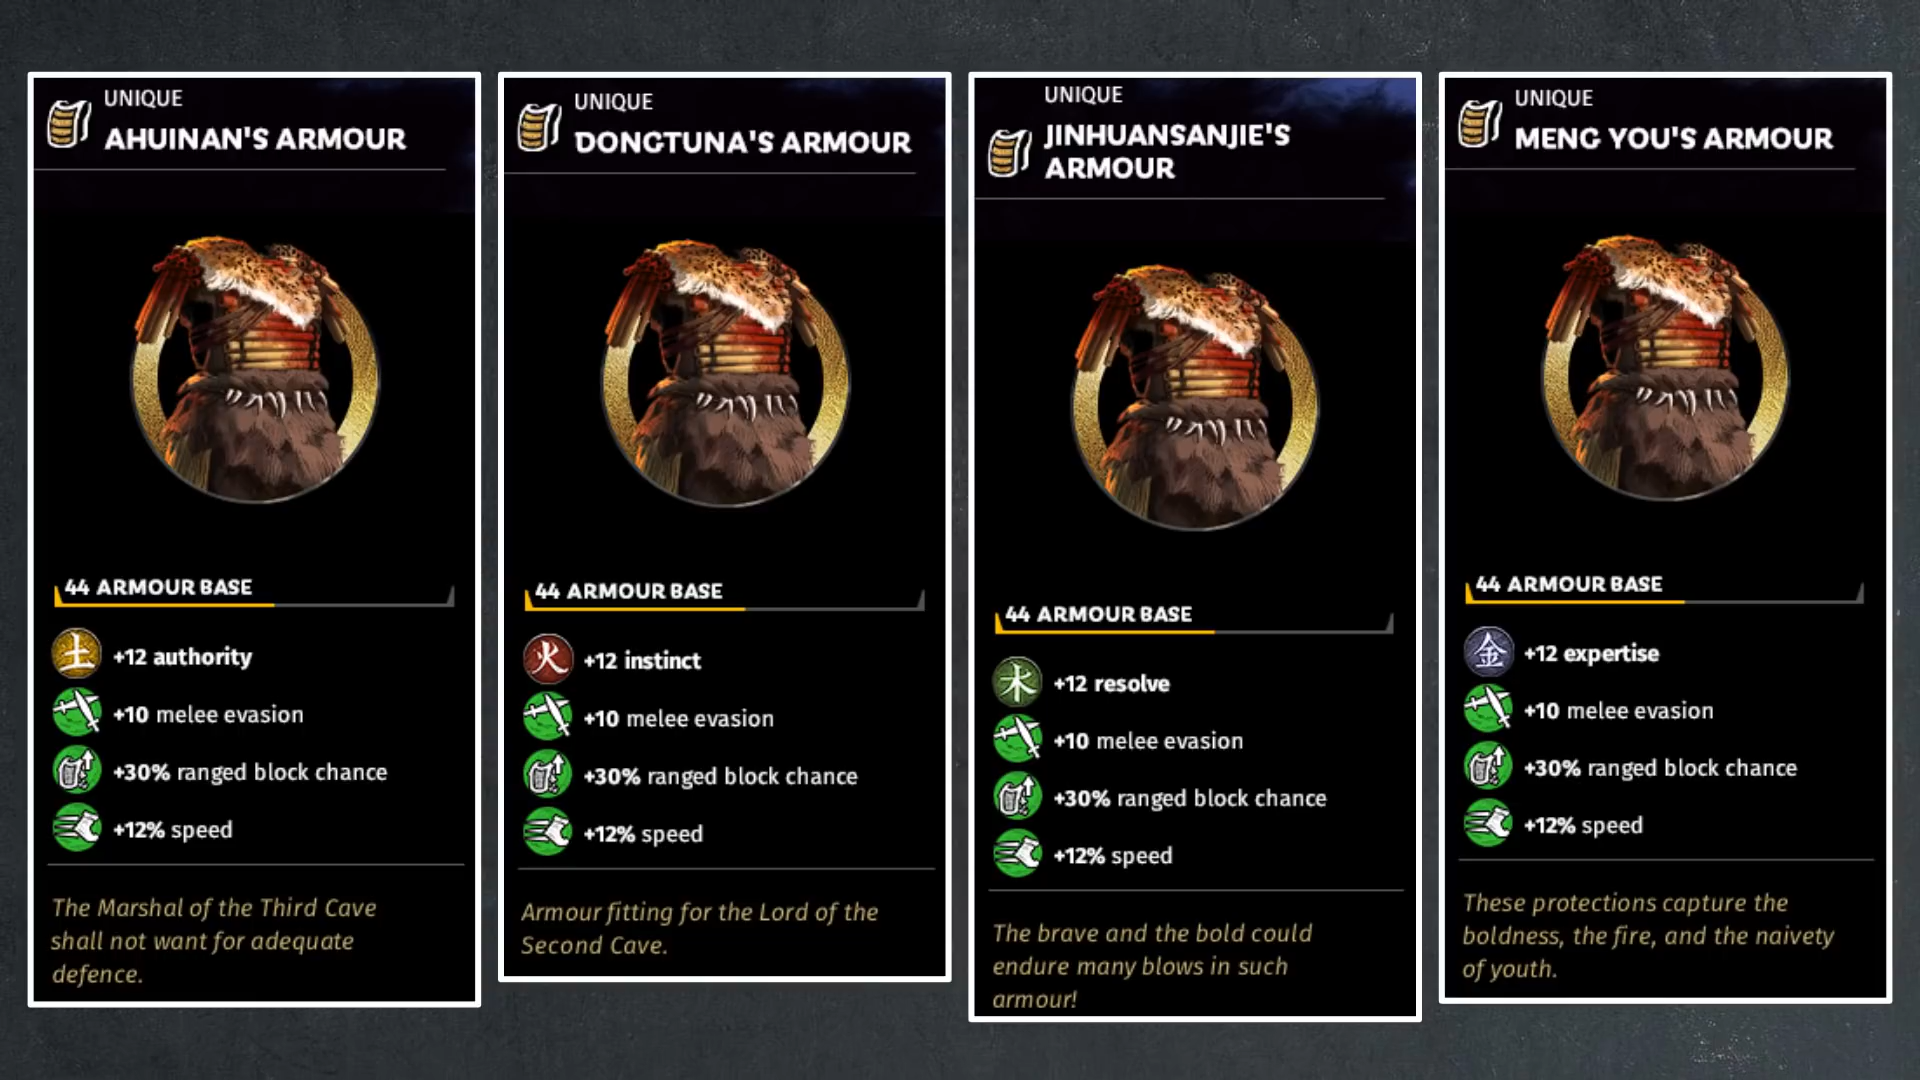 UNIQUE
AHUINAN'S ARMOUR
44 ARMOUR BASE
土
+12 authority
+10 melee evasion
+30% ranged block chance
+12% speed
The Marshal of the Third Cave
shall not want for adequate
defence.
UNIQUE
DONGTUNA'S ARMOUR
44 ARMOUR BASE
火
+12 instinct
+10 melee evasion
+30% ranged block chance
+12% speed
Armour fitting for the Lord of the
Second Cave.
UNIQUE
JINHUANSANJIE'S
ARMOUR
44 ARMOUR BASE
木
+12 resolve
+10 melee evasion
+30% ranged block chance
+12% speed
The brave and the bold could
endure many blows in such
armour!
UNIQUE
MENG YOU'S ARMOUR
44 ARMOUR BASE
金
+12 expertise
+10 melee evasion
+30% ranged block chance
+12% speed
These protections capture the
boldness, the fire, and the naivety
of youth.